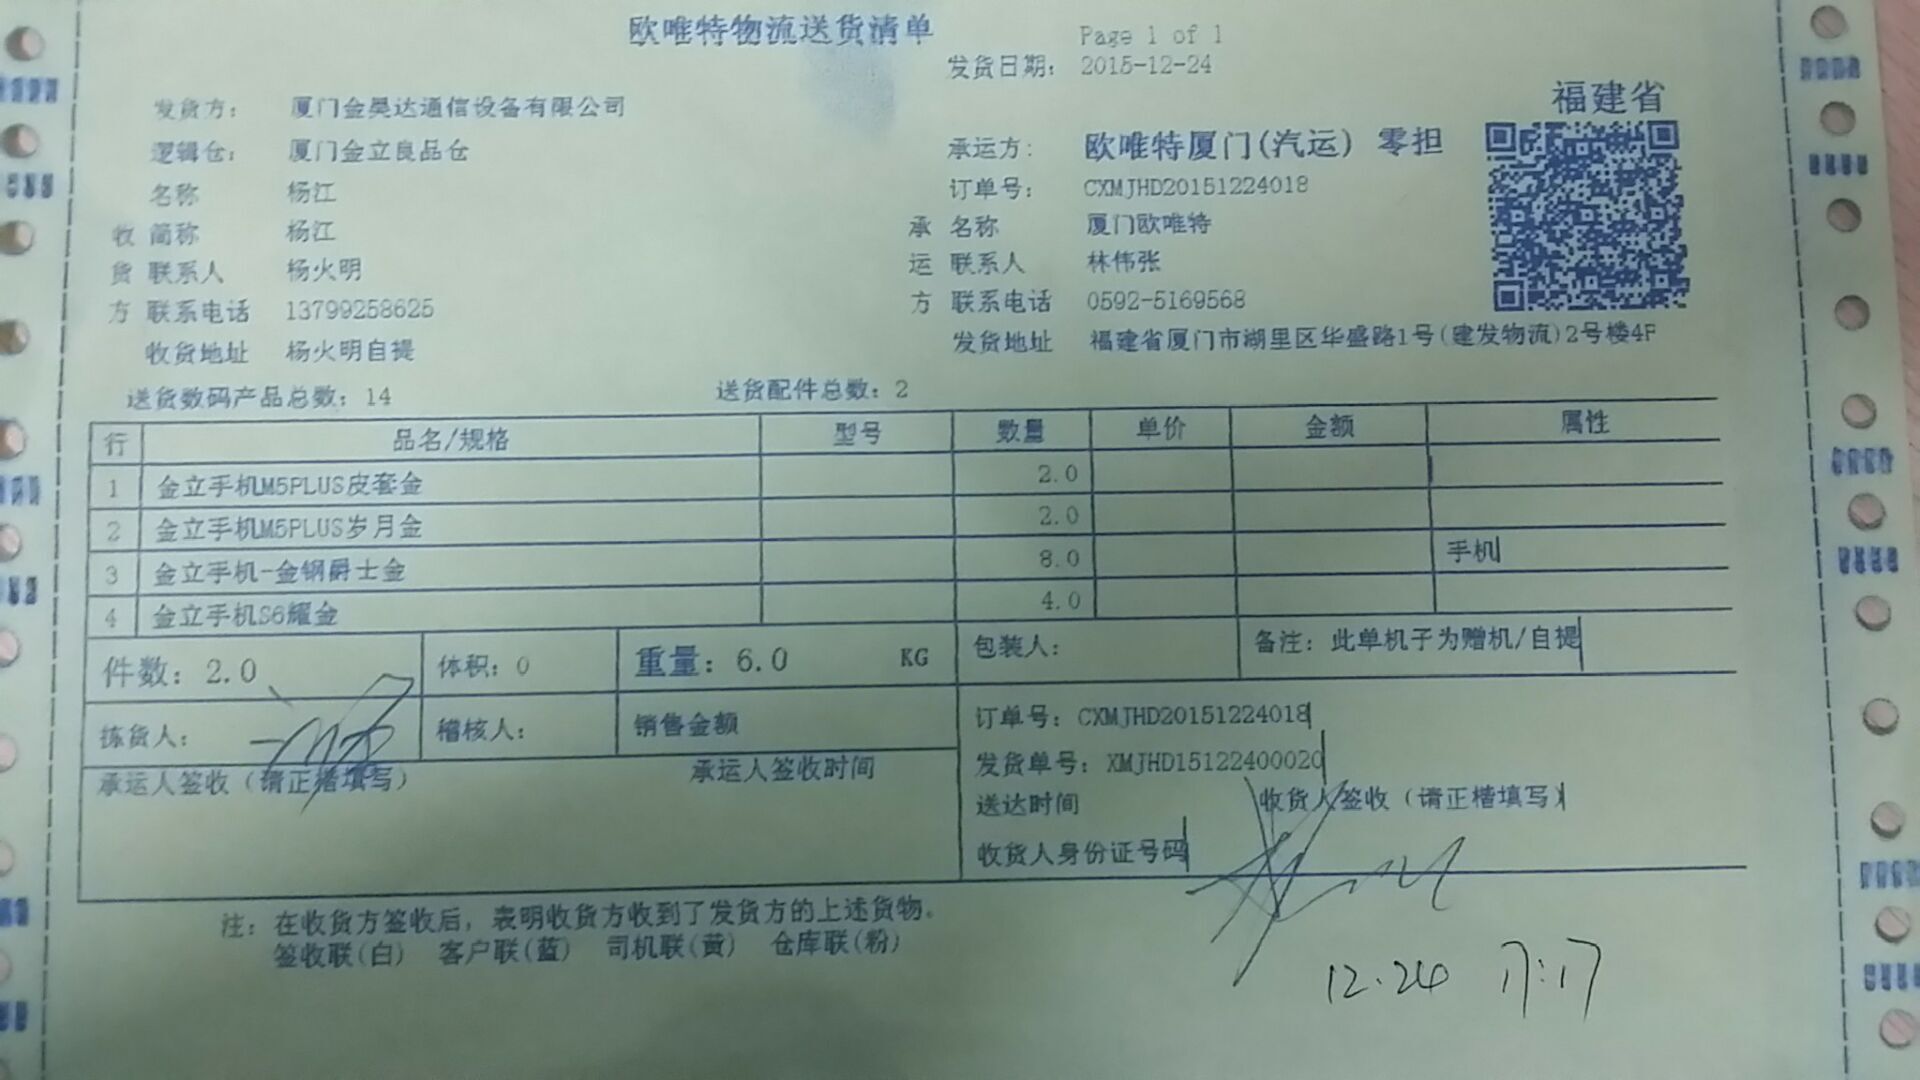 欧唯特物流送货清单
Page 1 of 1
发货日期： 2015-12-24
福建省
发货方： 厦门金昊达通信设备有限公司
逻辑仓： 厦门金立良品仓
承运方： 欧唯特厦门(汽运) 零担
名称 杨江
订单号： CXMJHD20151224018
收 简称 杨江
承 名称 厦门欧唯特
货 联系人 杨火明
运 联系人 林伟张
方 联系电话 13799258625
方 联系电话 0592-5169568
收货地址 杨火明自提
发货地址 福建省厦门市湖里区华盛路1号(建发物流)2号楼4F
送货数码产品总数：14 送货配件总数：2
行 品名/规格 型号 数量 单价 金额 属性
1 金立手机M5PLUS皮套金 2.0
2 金立手机M5PLUS岁月金 2.0
3 金立手机-金钢爵士金 8.0 手机
4 金立手机S6耀金 4.0
件数：2.0 体积：0 重量：6.0 KG 包装人： 备注：此单机子为赠机/自提
拣货人： 稽核人： 销售金额
订单号：CXMJHD20151224018
发货单号：XMJHD15122400020
承运人签收（请正楷填写） 承运人签收时间
送达时间 收货人签收（请正楷填写）
收货人身份证号码
注：在收货方签收后，表明收货方收到了发货方的上述货物。
签收联(白) 客户联(蓝) 司机联(黄) 仓库联(粉)
12.24 17:17